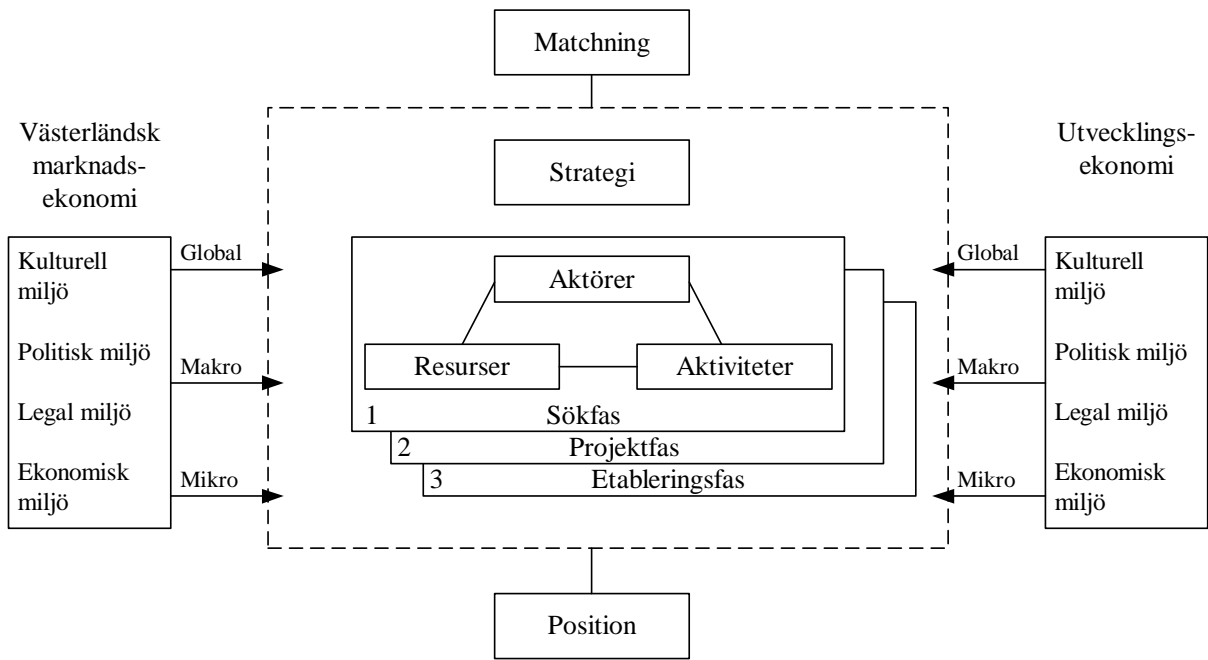 Matchning
Västerländsk
marknads-
ekonomi
Utvecklings-
ekonomi
Strategi
Kulturell
miljö
Politisk miljö
Legal miljö
Ekonomisk
miljö
Global
Makro
Mikro
Aktörer
Resurser
Aktiviteter
1 Sökfas
2 Projektfas
3 Etableringsfas
Global
Makro
Mikro
Kulturell
miljö
Politisk miljö
Legal miljö
Ekonomisk
miljö
Position